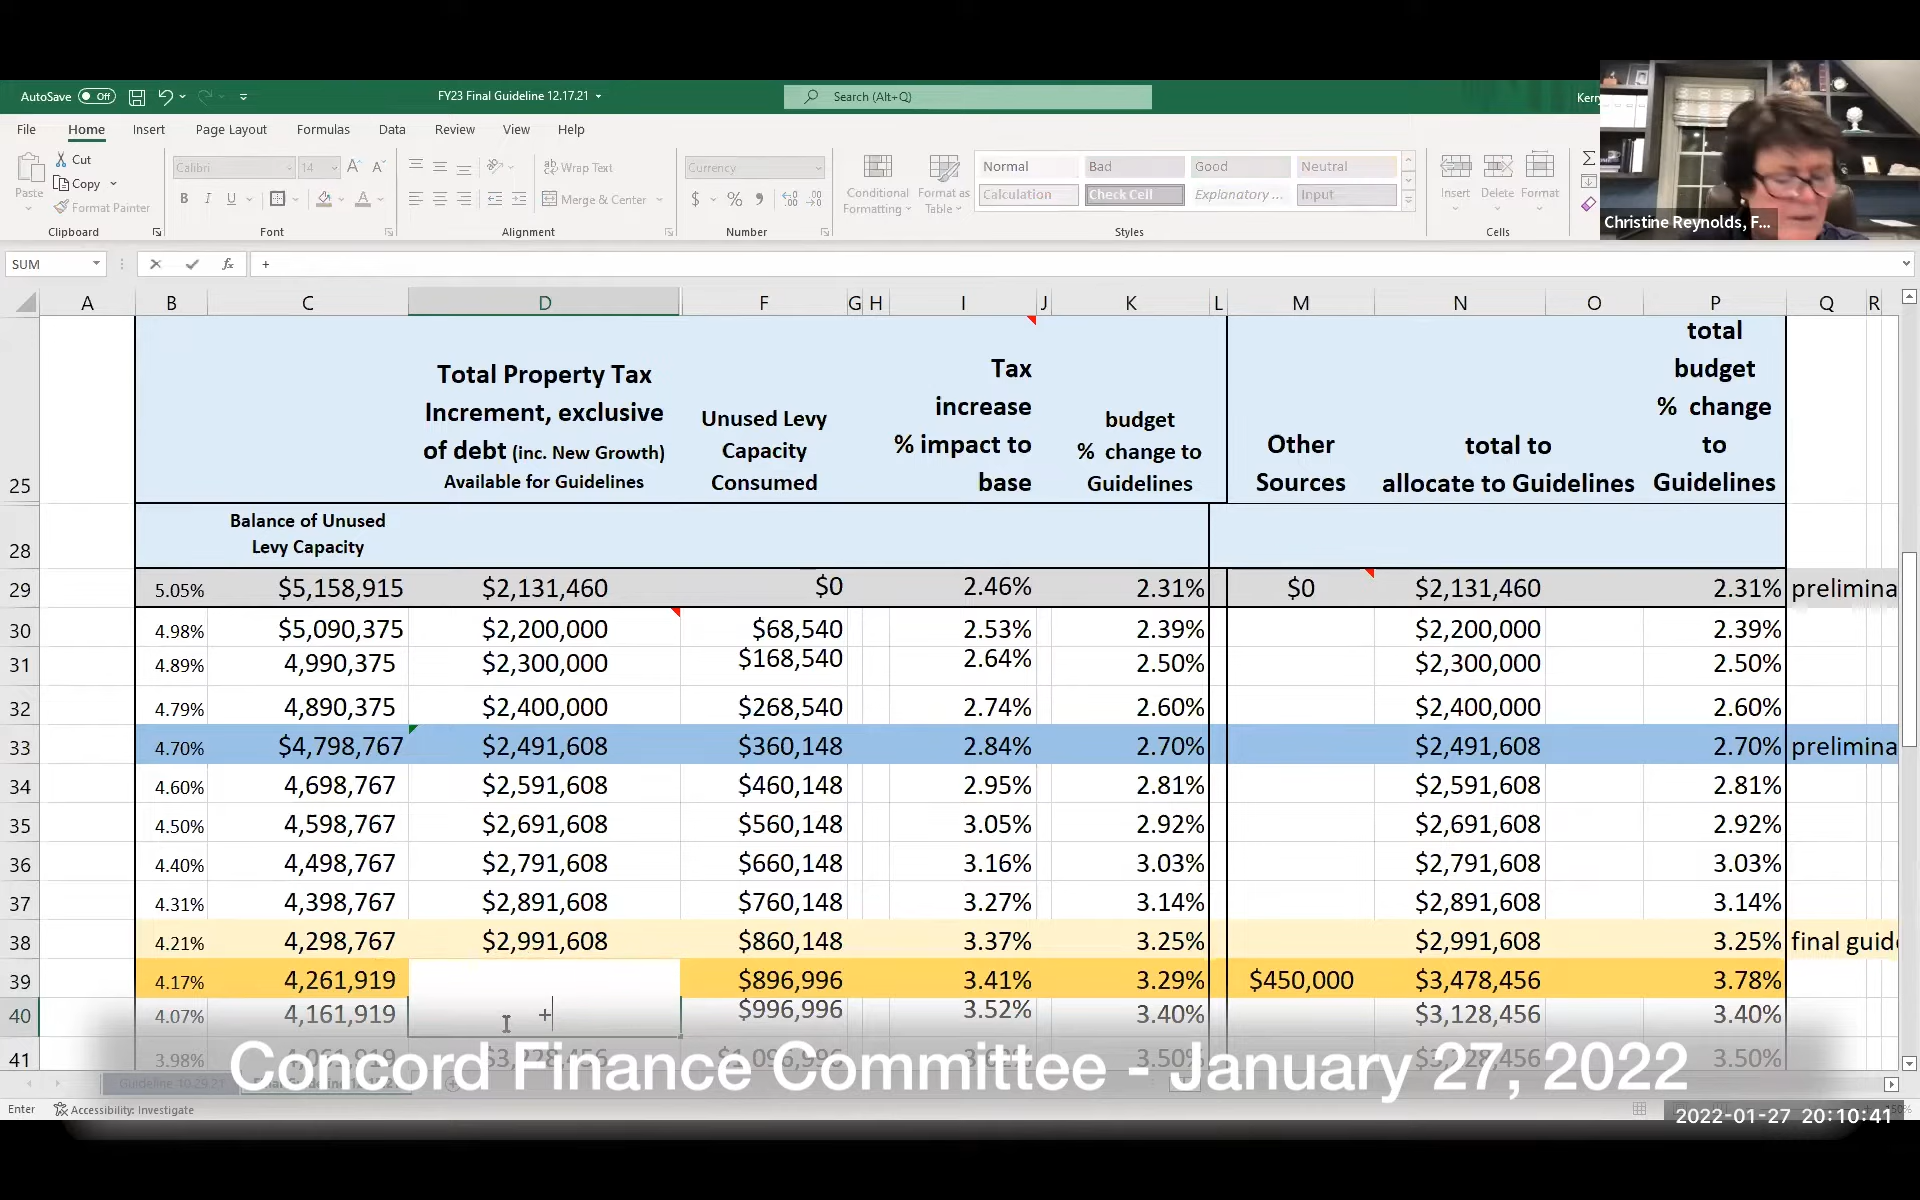 AutoSave Off FY23 Final Guideline 12.17.21 Search (Alt+Q) Kerry
File Home Insert Page Layout Formulas Data Review View Help
Cut
Copy
Format Painter
Paste
Clipboard
Calibri 14
B I U
Font
Wrap Text
Merge & Center
Alignment
Currency
$ %
Number
Conditional Formatting
Format as Table
Normal Bad Good Neutral
Calculation Check Cell Explanatory ... Input
Styles
Insert Delete Format
Cells
Christine Reynolds, F...
SUM fx +
A B C D F G H I J K L M N O P Q R
25
Total Property Tax
Increment, exclusive
of debt (inc. New Growth)
Available for Guidelines
Unused Levy
Capacity
Consumed
Tax
increase
% impact to
base
budget
% change to
Guidelines
Other
Sources
total to
allocate to Guidelines
total
budget
% change
to
Guidelines
28
Balance of Unused
Levy Capacity
29 5.05% $5,158,915 $2,131,460 $0 2.46% 2.31% $0 $2,131,460 2.31% prelimina
30 4.98% $5,090,375 $2,200,000 $68,540 2.53% 2.39% $2,200,000 2.39%
31 4.89% 4,990,375 $2,300,000 $168,540 2.64% 2.50% $2,300,000 2.50%
32 4.79% 4,890,375 $2,400,000 $268,540 2.74% 2.60% $2,400,000 2.60%
33 4.70% $4,798,767 $2,491,608 $360,148 2.84% 2.70% $2,491,608 2.70% prelimina
34 4.60% 4,698,767 $2,591,608 $460,148 2.95% 2.81% $2,591,608 2.81%
35 4.50% 4,598,767 $2,691,608 $560,148 3.05% 2.92% $2,691,608 2.92%
36 4.40% 4,498,767 $2,791,608 $660,148 3.16% 3.03% $2,791,608 3.03%
37 4.31% 4,398,767 $2,891,608 $760,148 3.27% 3.14% $2,891,608 3.14%
38 4.21% 4,298,767 $2,991,608 $860,148 3.37% 3.25% $2,991,608 3.25% final guide
39 4.17% 4,261,919 $896,996 3.41% 3.29% $450,000 $3,478,456 3.78%
40 4.07% 4,161,919 + $996,996 3.52% 3.40% $3,128,456 3.40%
41 3.98% 4,061,919 $3,228,456 $1,096,996 3.50% $3,228,456 3.50%
Concord Finance Committee - January 27, 2022
Enter Accessibility: Investigate
2022-01-27 20:10:41